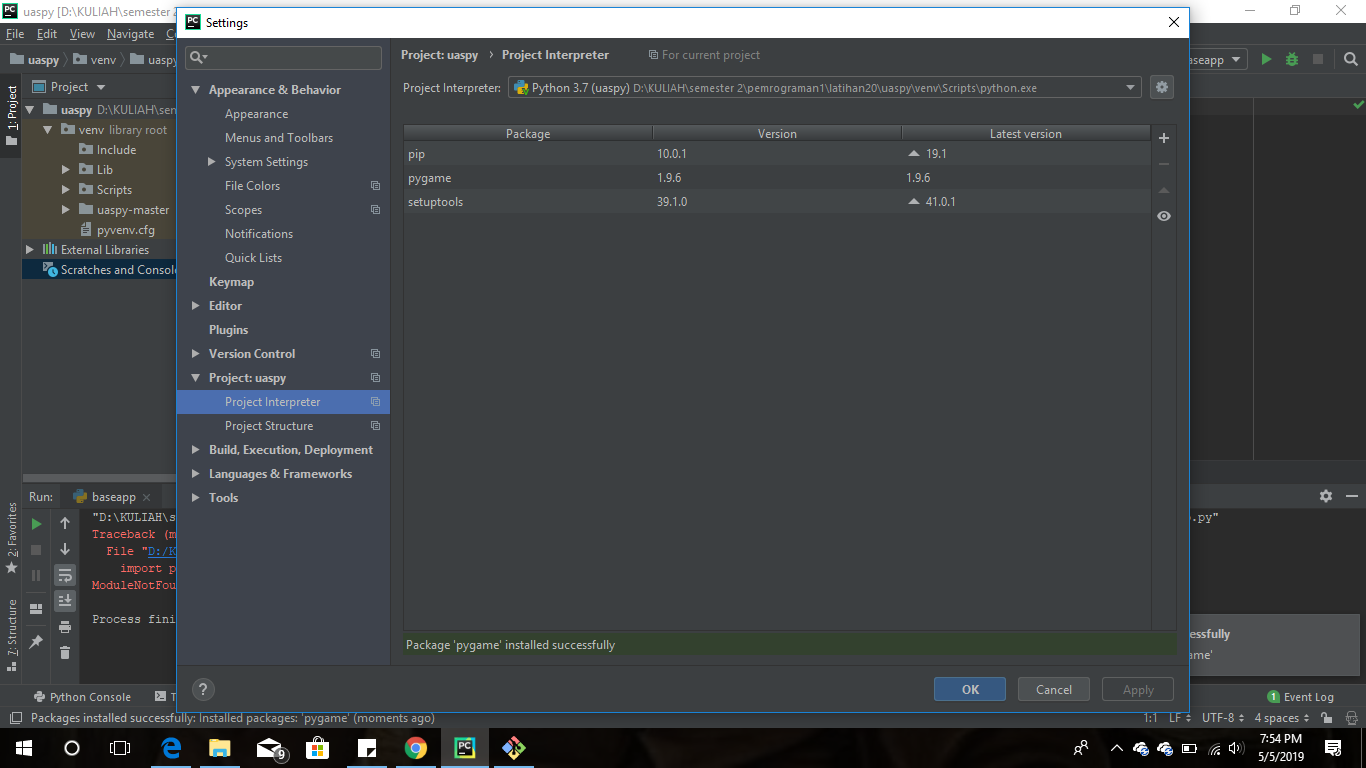 uaspy [D:\KULIAH\semester 2
Settings
File Edit View Navigate
uaspy venv uaspy
baseapp
1: Project
Project
uaspy D:\KULIAH\sem
venv library root
Include
Lib
Scripts
uaspy-master
pyvenv.cfg
External Libraries
Scratches and Console
Appearance & Behavior
Appearance
Menus and Toolbars
System Settings
File Colors
Scopes
Notifications
Quick Lists
Keymap
Editor
Plugins
Version Control
Project: uaspy
Project Interpreter
Project Structure
Build, Execution, Deployment
Languages & Frameworks
Tools
Project: uaspy › Project Interpreter For current project
Project Interpreter: Python 3.7 (uaspy) D:\KULIAH\semester 2\pemrograman1\latihan20\uaspy\venv\Scripts\python.exe
Package Version Latest version
pip 10.0.1 19.1
pygame 1.9.6 1.9.6
setuptools 39.1.0 41.0.1
Package 'pygame' installed successfully
? OK Cancel Apply
Run: baseapp
"D:\KULIAH\s
.py"
Traceback (m
File "D:/K
import p
ModuleNotFou
Process fini
2: Favorites
7: Structure
essfully
ame'
Python Console
1 Event Log
Packages installed successfully: Installed packages: 'pygame' (moments ago)
1:1 LF UTF-8 4 spaces
9
7:54 PM
5/5/2019